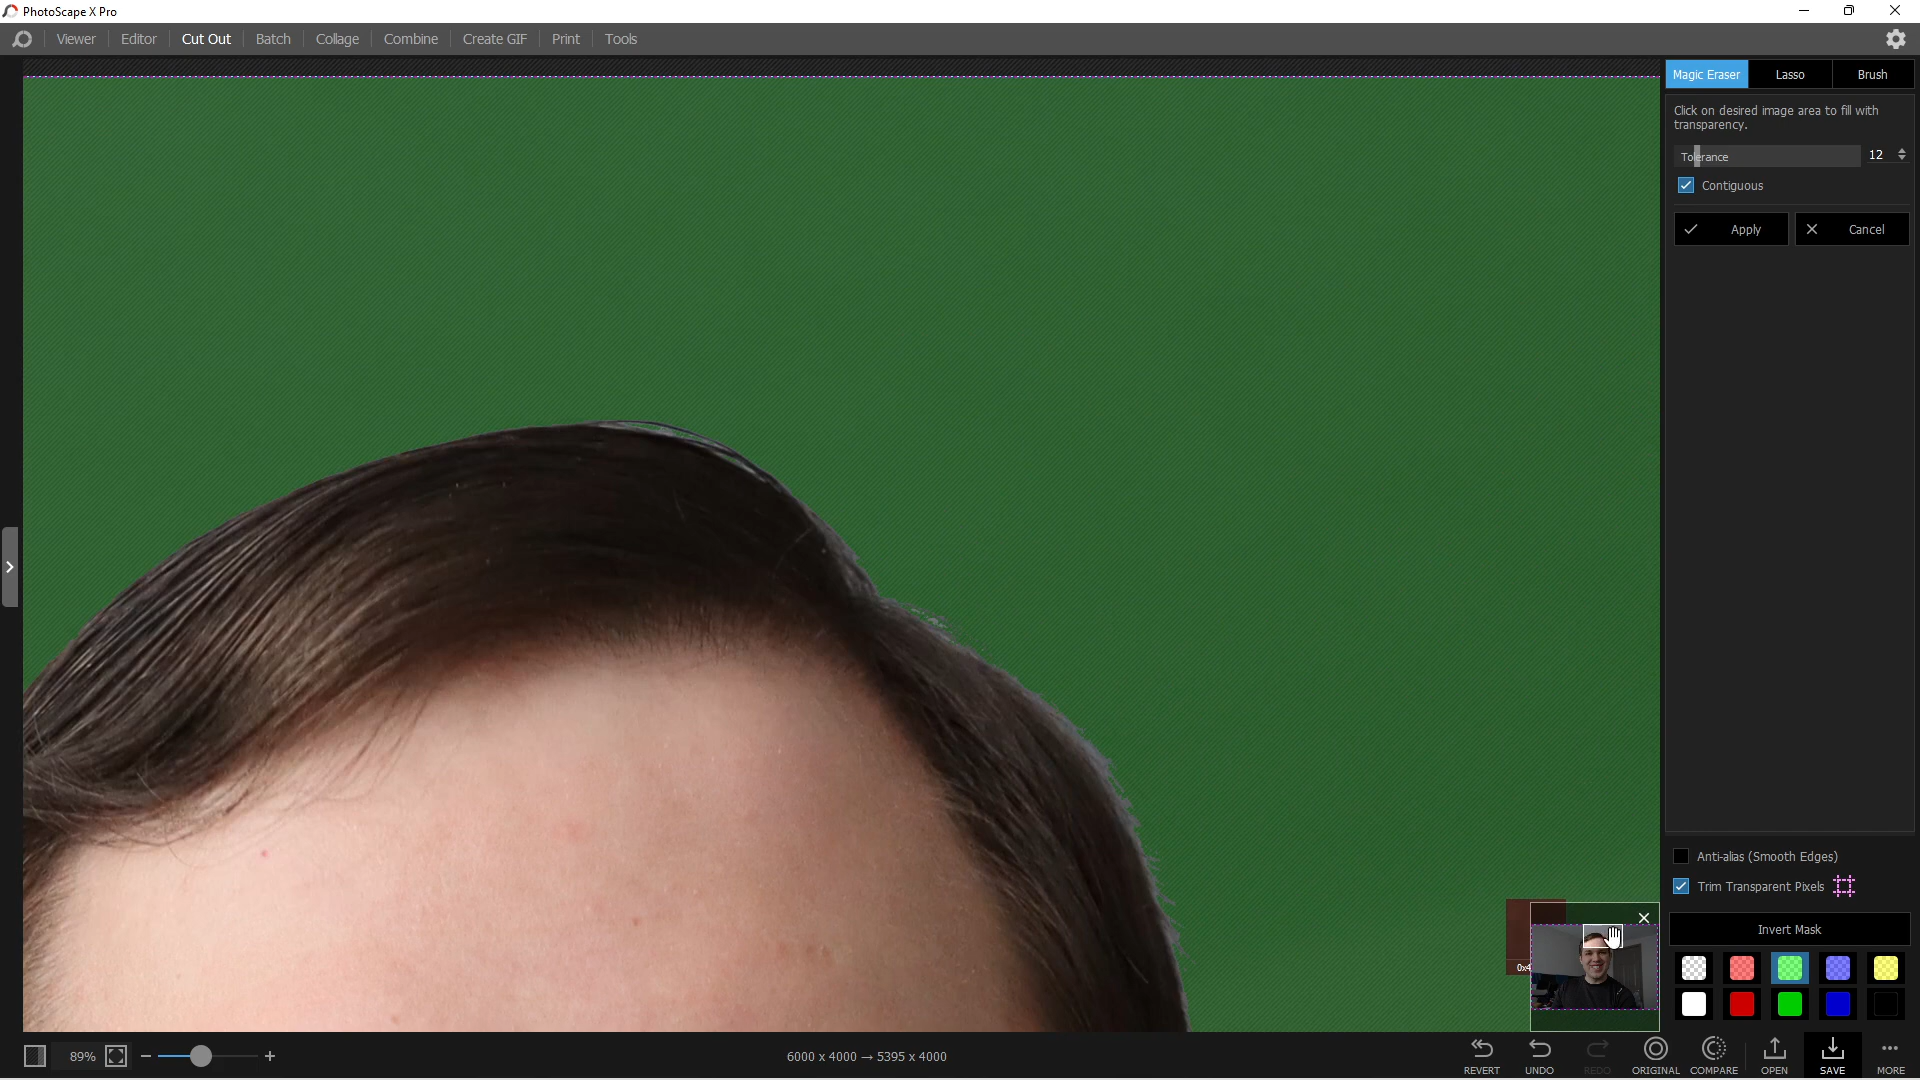 PhotoScape X Pro
Viewer Editor Cut Out Batch Collage Combine Create GIF Print Tools
Magic Eraser Lasso Brush
Click on desired image area to fill with
transparency.
Tolerance 12
Contiguous
Apply Cancel
Anti-alias (Smooth Edges)
Trim Transparent Pixels
Invert Mask
0x4
89%
6000 x 4000 → 5395 x 4000
REVERT UNDO REDO ORIGINAL COMPARE OPEN SAVE MORE